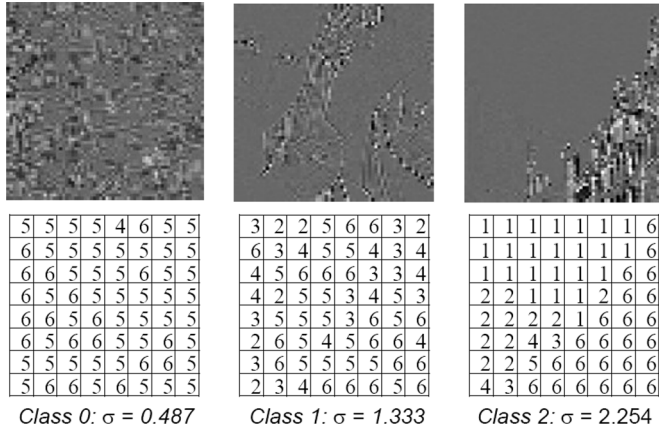 5 5 5 5 4 6 5 5 3 2 2 5 6 6 3 2 1 1 1 1 1 1 1 6
6 5 5 5 5 5 5 5 6 3 4 5 5 4 3 4 1 1 1 1 1 1 6 6
6 6 5 5 5 6 5 5 4 5 6 6 6 3 3 4 1 1 1 1 1 1 6 6
6 5 6 5 5 5 5 5 4 2 5 5 3 4 5 3 2 2 1 1 1 2 6 6
6 6 5 6 5 5 5 5 3 5 5 5 3 6 5 6 2 2 2 2 1 6 6 6
6 5 6 5 5 5 6 5 2 6 5 4 5 6 6 4 2 2 4 3 6 6 6 6
5 5 5 5 5 6 6 5 3 6 5 5 5 5 6 6 2 2 5 6 6 6 6 6
5 6 6 5 6 5 5 5 2 3 4 6 6 6 5 6 4 3 6 6 6 6 6 6
Class 0: σ = 0.487 Class 1: σ = 1.333 Class 2: σ = 2.254